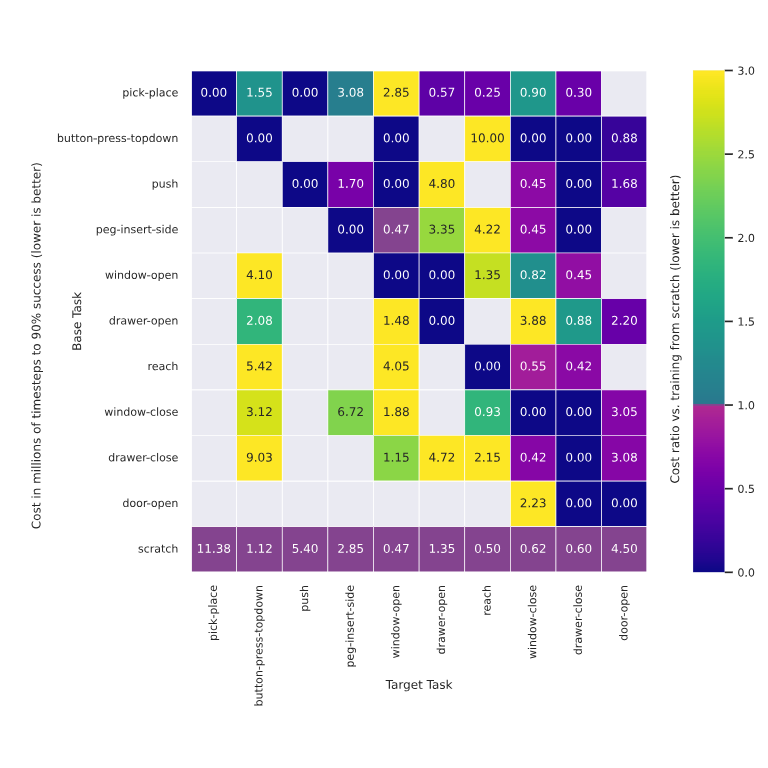 Cost in millions of timesteps to 90% success (lower is better)
Base Task
pick-place 0.00 1.55 0.00 3.08 2.85 0.57 0.25 0.90 0.30
button-press-topdown 0.00 0.00 10.00 0.00 0.00 0.88
push 0.00 1.70 0.00 4.80 0.45 0.00 1.68
peg-insert-side 0.00 0.47 3.35 4.22 0.45 0.00
window-open 4.10 0.00 0.00 1.35 0.82 0.45
drawer-open 2.08 1.48 0.00 3.88 0.88 2.20
reach 5.42 4.05 0.00 0.55 0.42
window-close 3.12 6.72 1.88 0.93 0.00 0.00 3.05
drawer-close 9.03 1.15 4.72 2.15 0.42 0.00 3.08
door-open 2.23 0.00 0.00
scratch 11.38 1.12 5.40 2.85 0.47 1.35 0.50 0.62 0.60 4.50
pick-place
button-press-topdown
push
peg-insert-side
window-open
drawer-open
reach
window-close
drawer-close
door-open
Target Task
Cost ratio vs. training from scratch (lower is better)
3.0
2.5
2.0
1.5
1.0
0.5
0.0